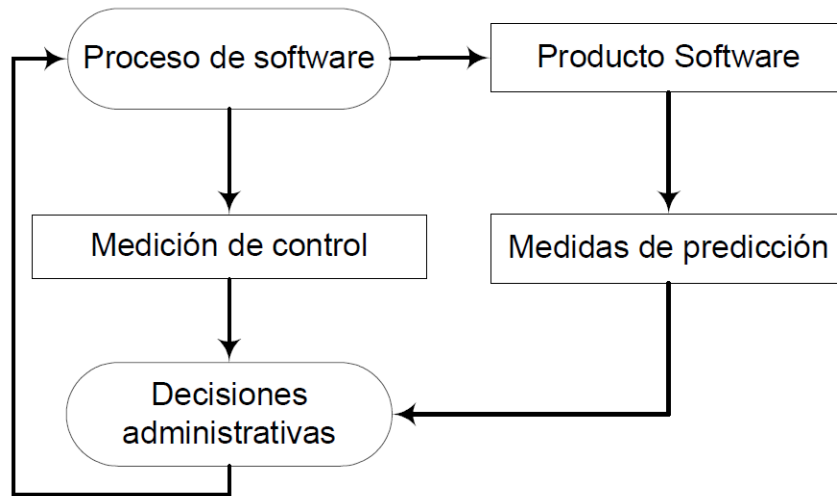 Proceso de software
Producto Software
Medición de control
Medidas de predicción
Decisiones
administrativas